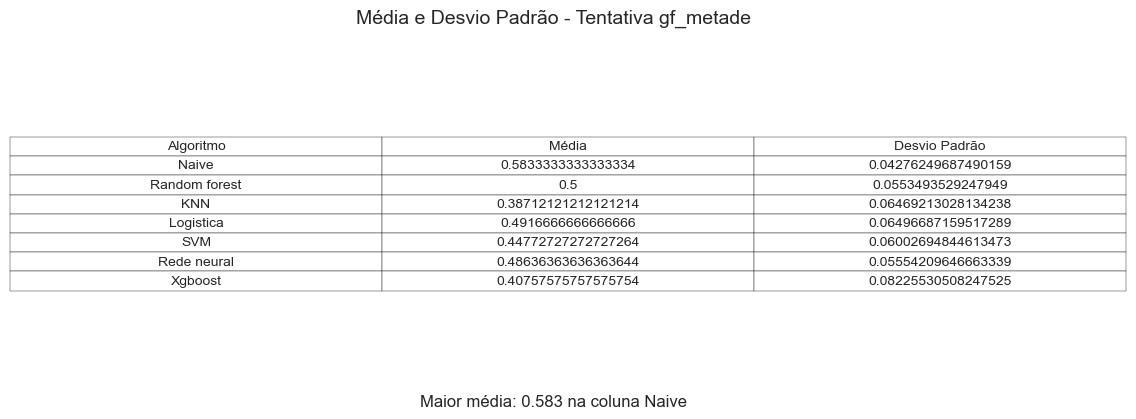 Média e Desvio Padrão - Tentativa gf_metade
Algoritmo Média Desvio Padrão
Naive 0.5833333333333334 0.04276249687490159
Random forest 0.5 0.0553493529247949
KNN 0.38712121212121214 0.06469213028134238
Logistica 0.4916666666666666 0.06496687159517289
SVM 0.44772727272727264 0.06002694844613473
Rede neural 0.48636363636363644 0.05554209646663339
Xgboost 0.40757575757575754 0.08225530508247525
Maior média: 0.583 na coluna Naive